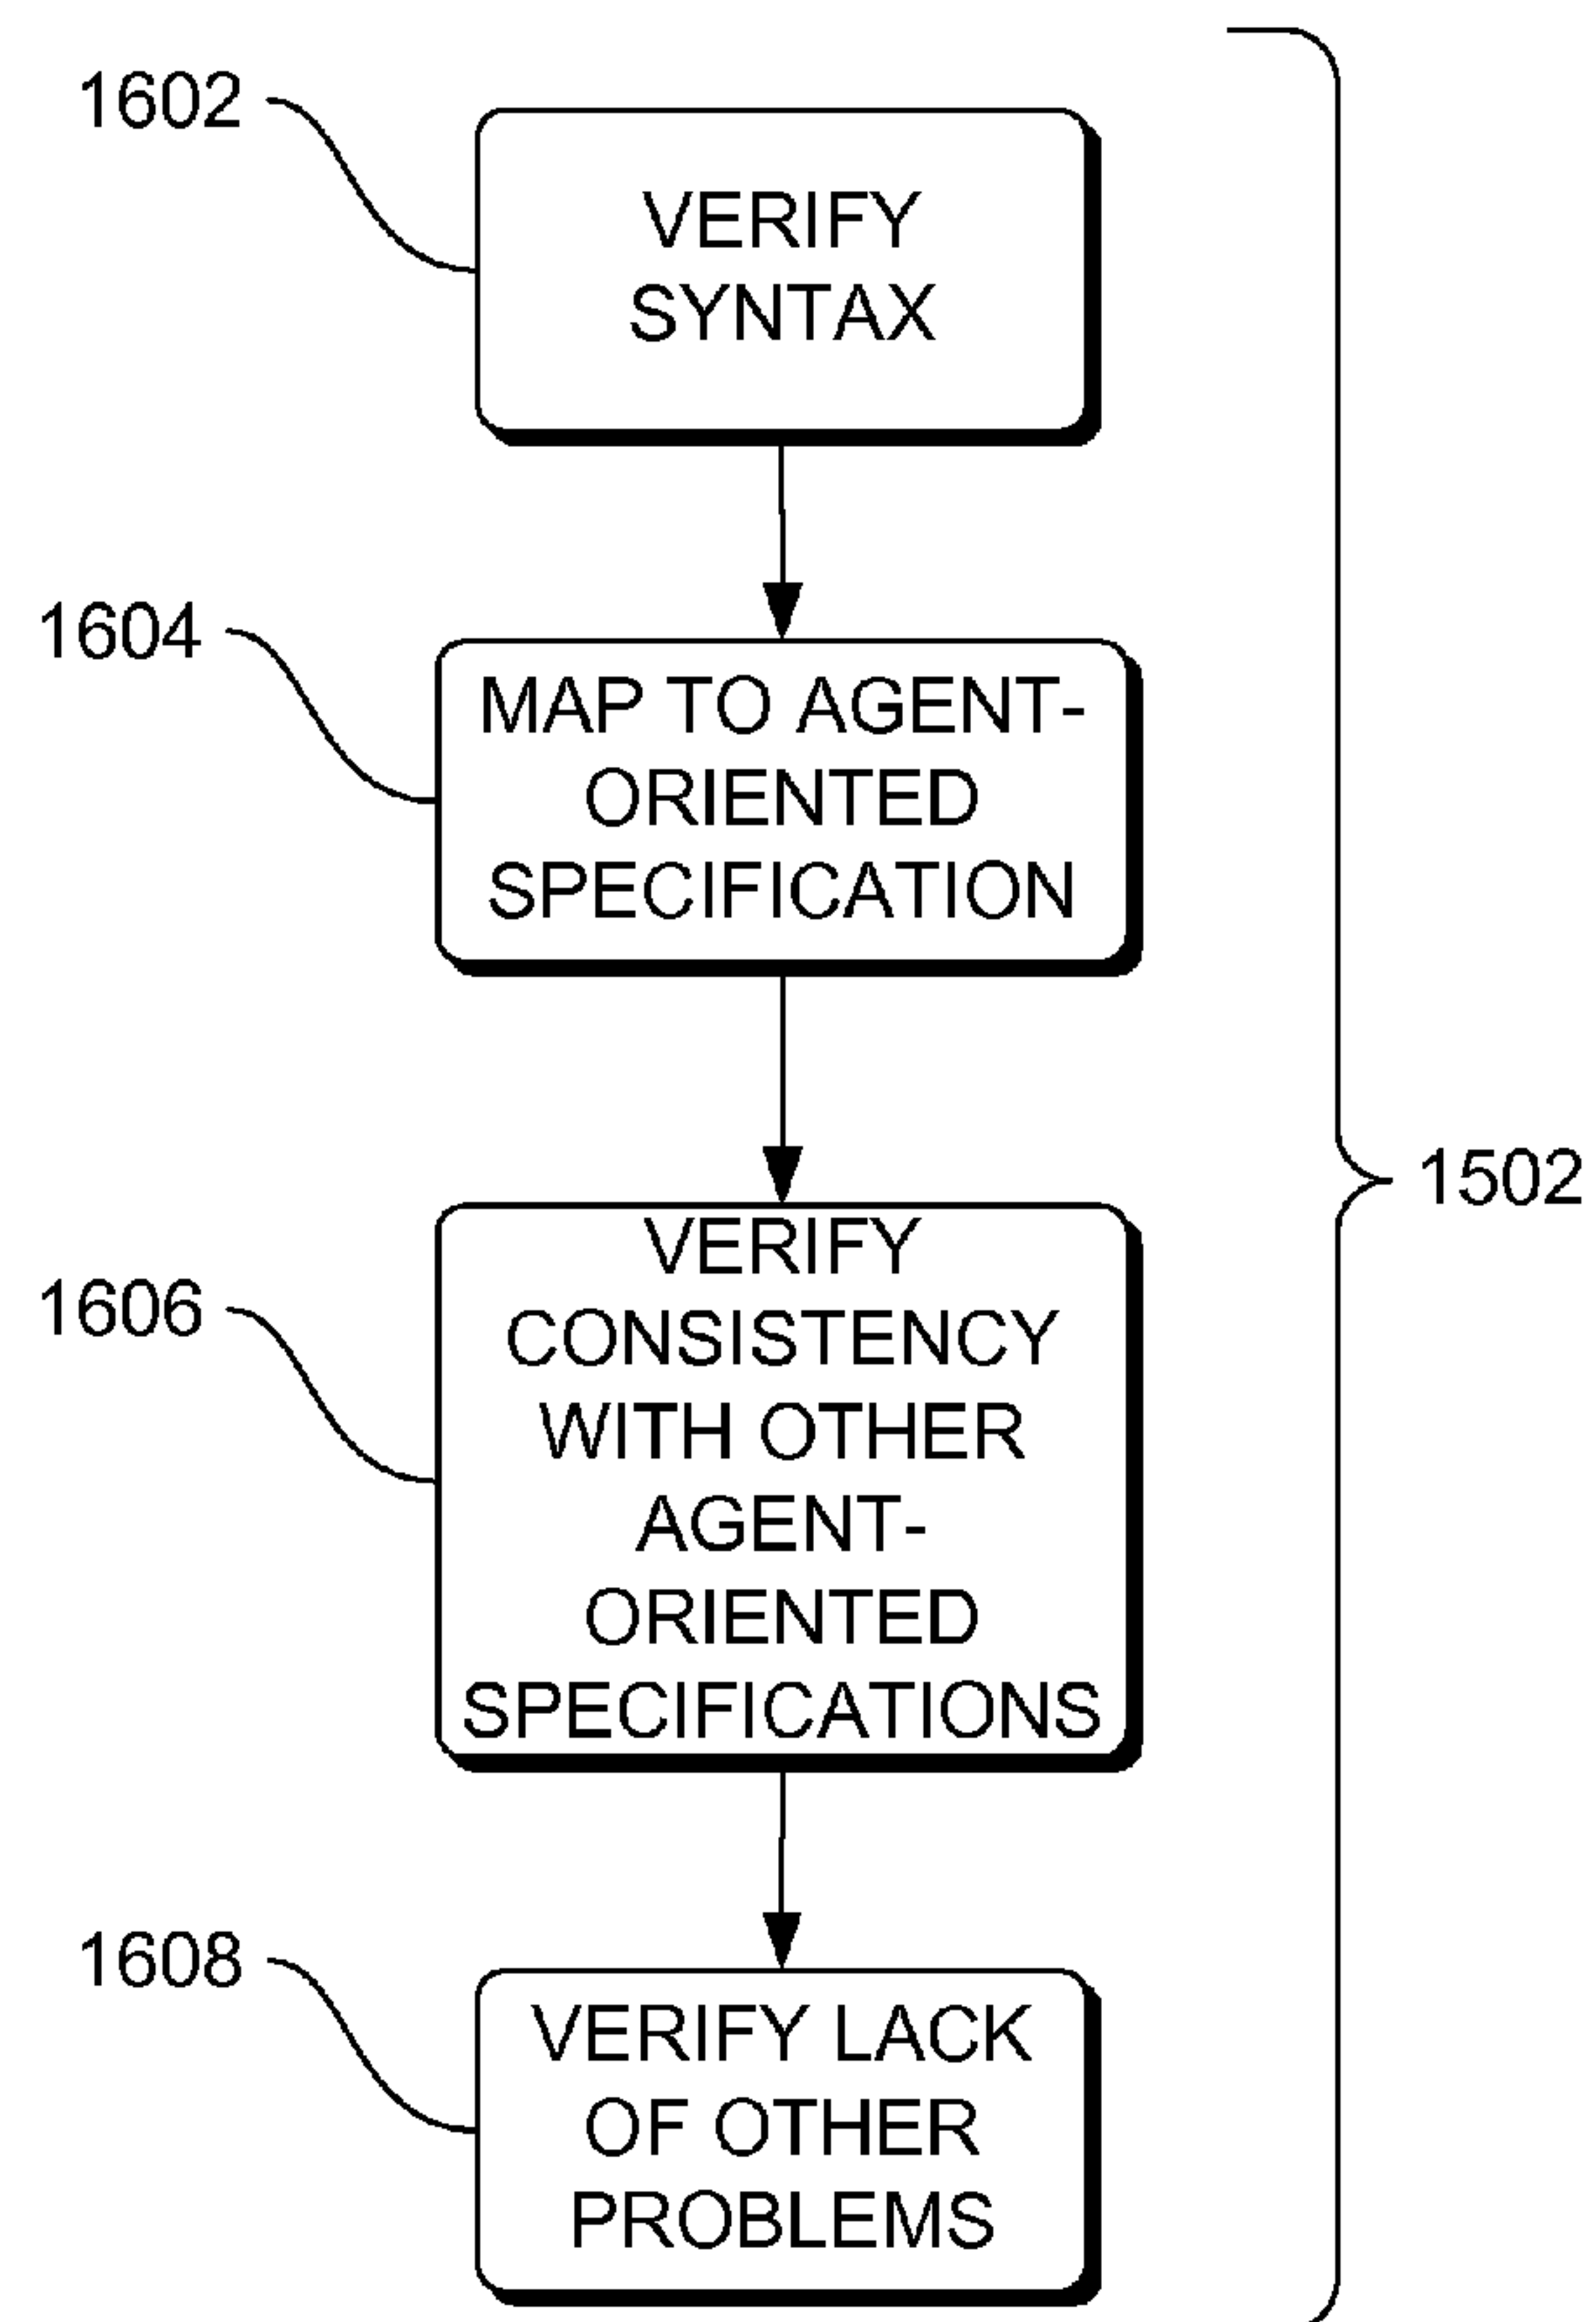 1602
VERIFY
SYNTAX
1604
MAP TO AGENT-
ORIENTED
SPECIFICATION
1502
1606
VERIFY
CONSISTENCY
WITH OTHER
AGENT-
ORIENTED
SPECIFICATIONS
1608
VERIFY LACK
OF OTHER
PROBLEMS